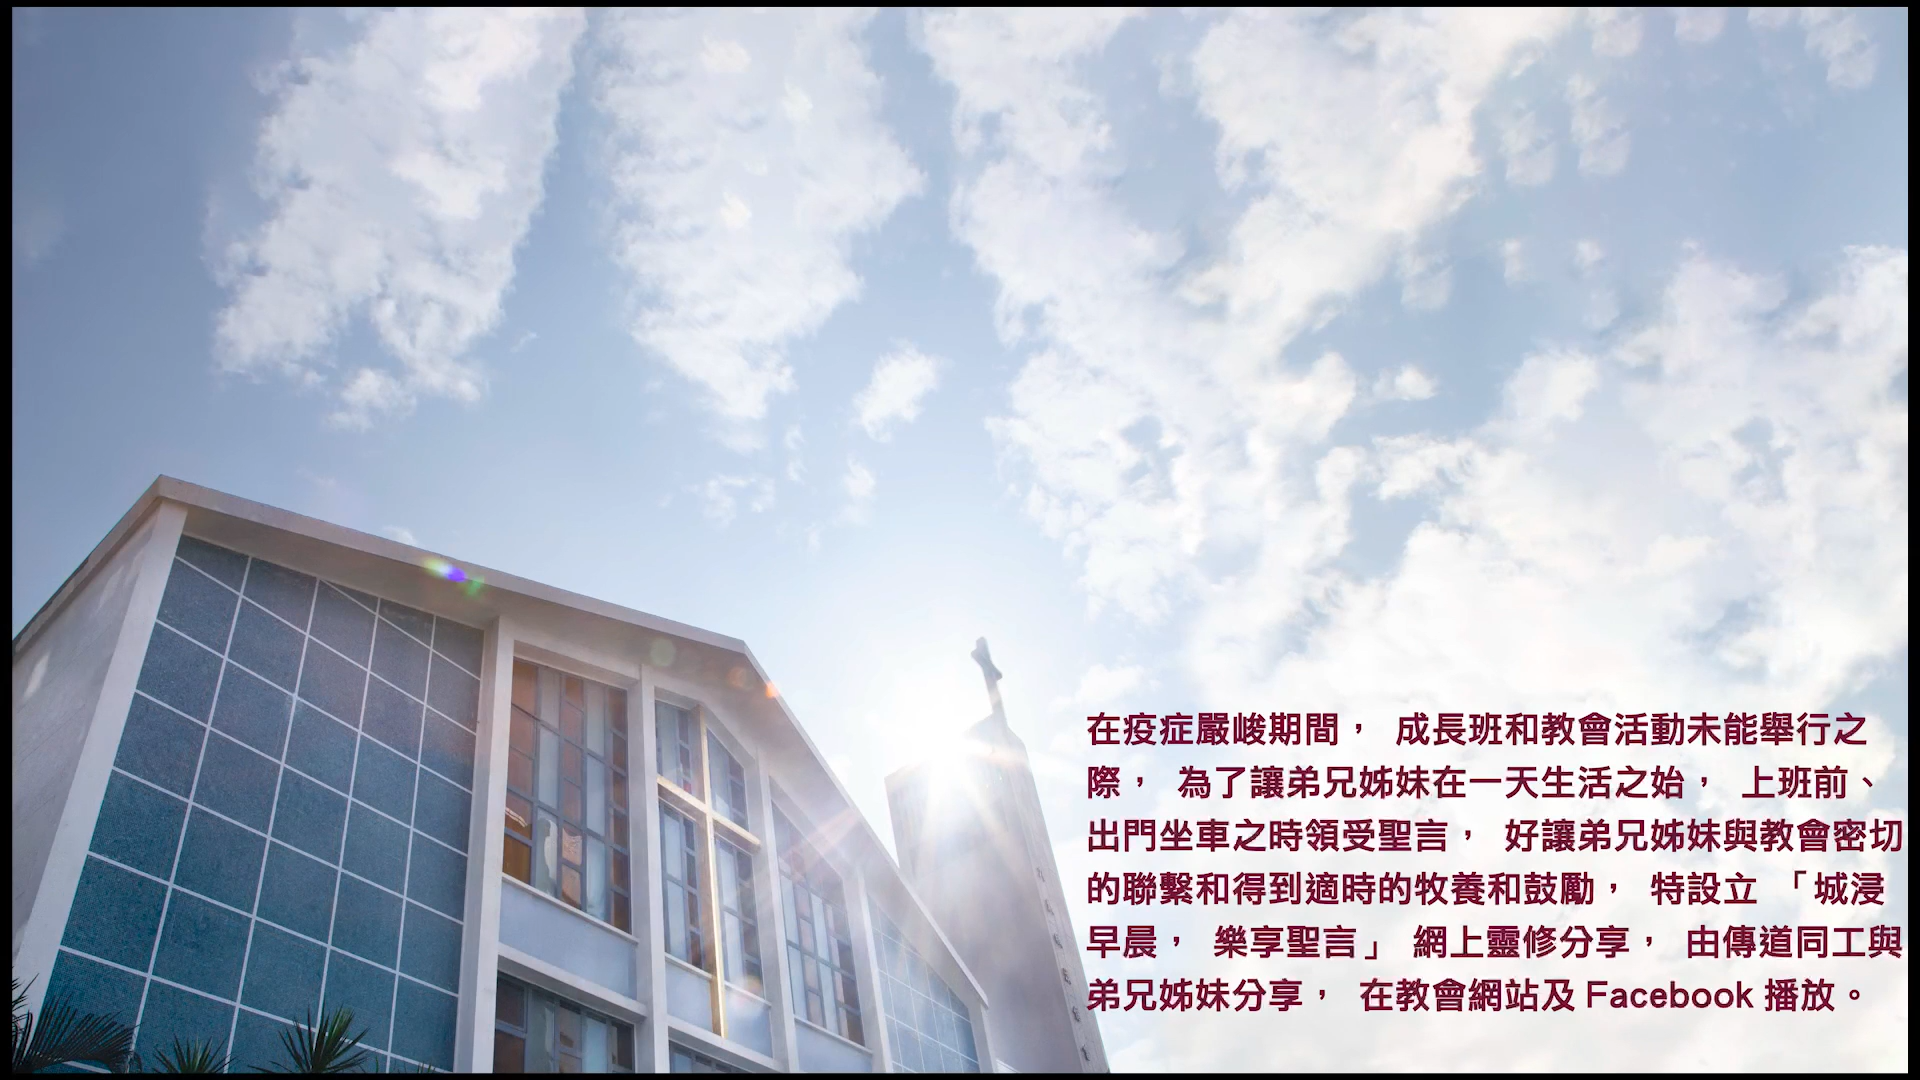 在疫症嚴峻期間， 成長班和教會活動未能舉行之
際， 為了讓弟兄姊妹在一天生活之始， 上班前、
出門坐車之時領受聖言， 好讓弟兄姊妹與教會密切
的聯繫和得到適時的牧養和鼓勵， 特設立 「城浸
早晨， 樂享聖言」 網上靈修分享， 由傳道同工與
弟兄姊妹分享， 在教會網站及 Facebook 播放。